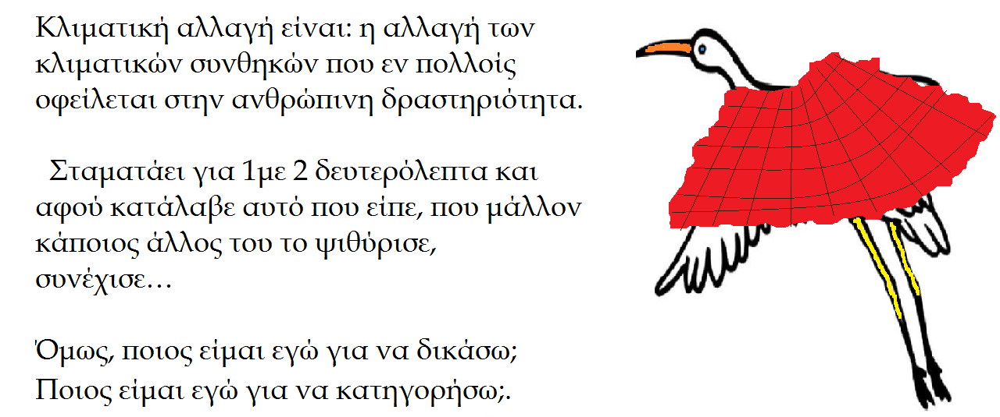 Κλιματική αλλαγή είναι: η αλλαγή των
κλιματικών συνθηκών που εν πολλοίς
οφείλεται στην ανθρώπινη δραστηριότητα.
Σταματάει για 1με 2 δευτερόλεπτα και
αφού κατάλαβε αυτό που είπε, που μάλλον
κάποιος άλλος του το ψιθύρισε,
συνέχισε…
Όμως, ποιος είμαι εγώ για να δικάσω;
Ποιος είμαι εγώ για να κατηγορήσω;.